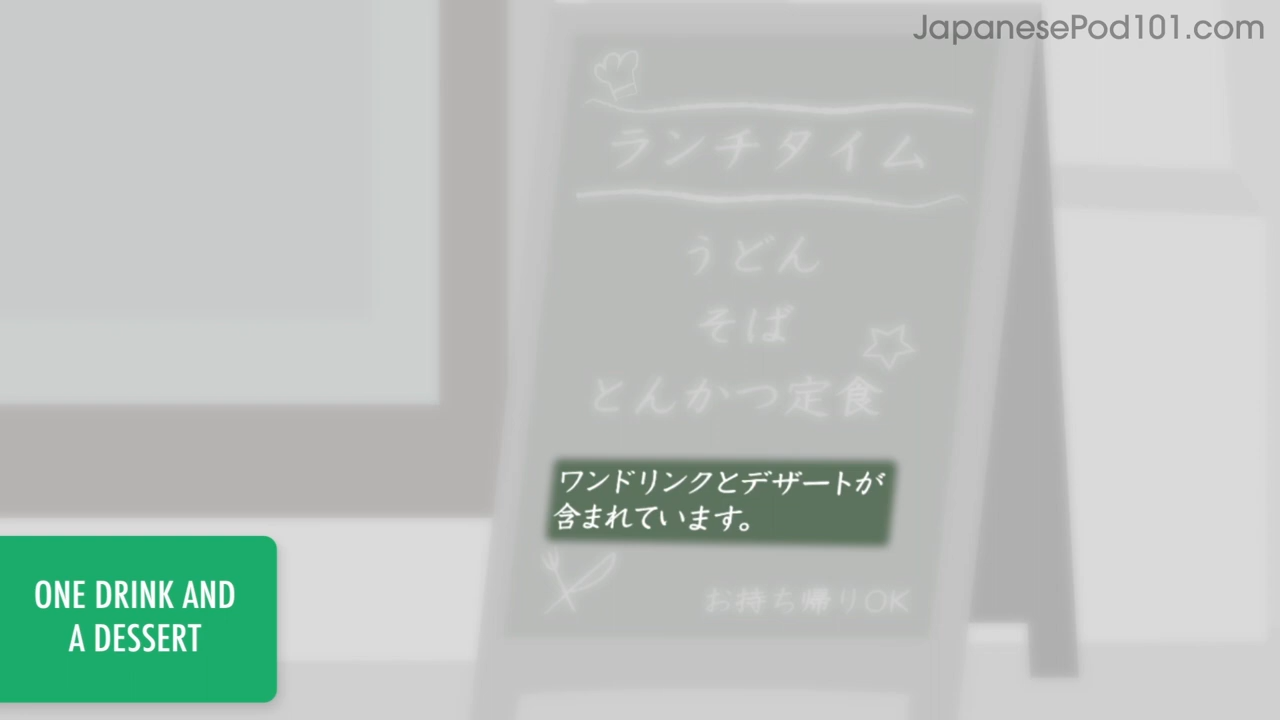 JapanesePod101.com
ランチタイム
うどん
そば
とんかつ定食
ワンドリンクとデザートが
含まれています。
お持ち帰りOK
ONE DRINK AND
A DESSERT